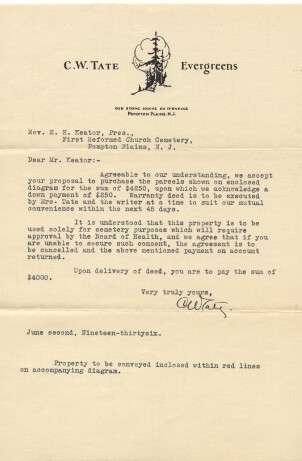 C.W. TATE Evergreens
OLD STONE HOUSE ON TURNPIKE
POMPTON PLAINS, N.J.
Rev. E. H. Keator, Pres.,
First Reformed Church Cemetery,
Pompton Plains, N. J.
Dear Mr. Keator:-
Agreeable to our understanding, we accept
your proposal to purchase the parcels shown on enclosed
diagram for the sum of $4250, upon which we acknowledge a
down payment of $250. Warranty deed is to be executed
by Mrs. Tate and the writer at a time to suit our mutual
convenience within the next 45 days.
It is understood that this property is to be
used solely for cemetery purposes which will require
approval by the Board of Health, and we agree that if you
are unable to secure such consent, the agreement is to
be cancelled and the above mentioned payment on account
returned.
Upon delivery of deed, you are to pay the sum of
$4000.
Very truly yours,
CWTate
June second, Nineteen-thirtysix.
Property to be conveyed inclosed within red lines
on accompanying diagram.